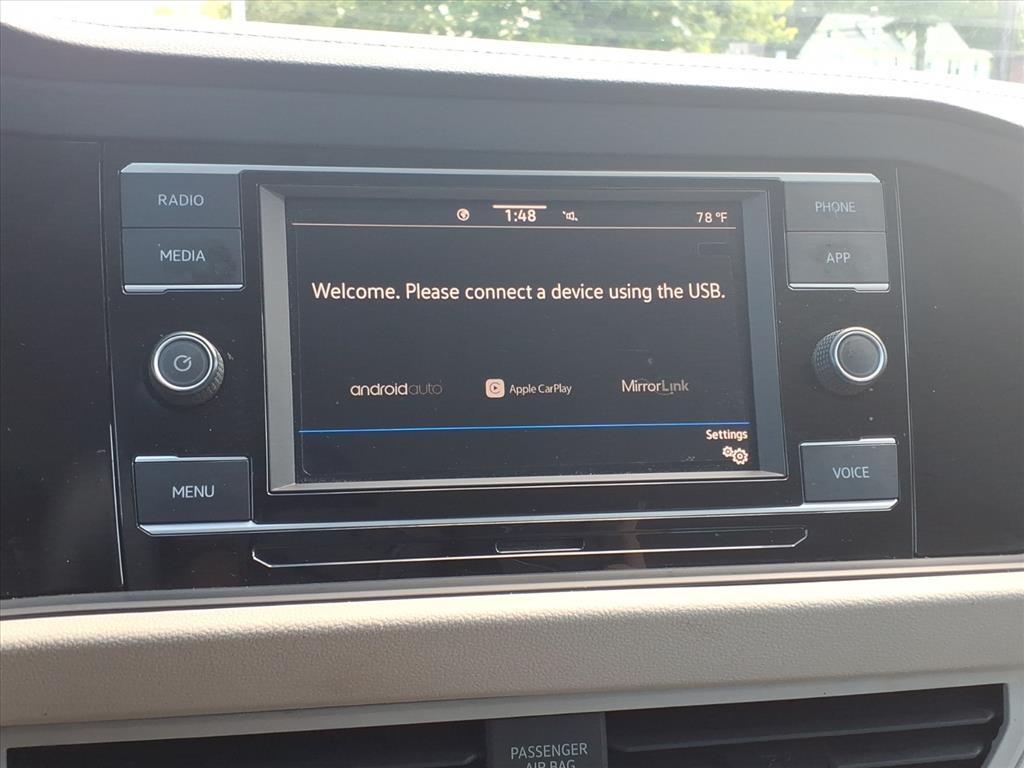 RADIO
MEDIA
MENU
1:48
78 °F
Welcome. Please connect a device using the USB.
androidauto
Apple CarPlay
MirrorLink
Settings
PHONE
APP
VOICE
PASSENGER
AIR BAG